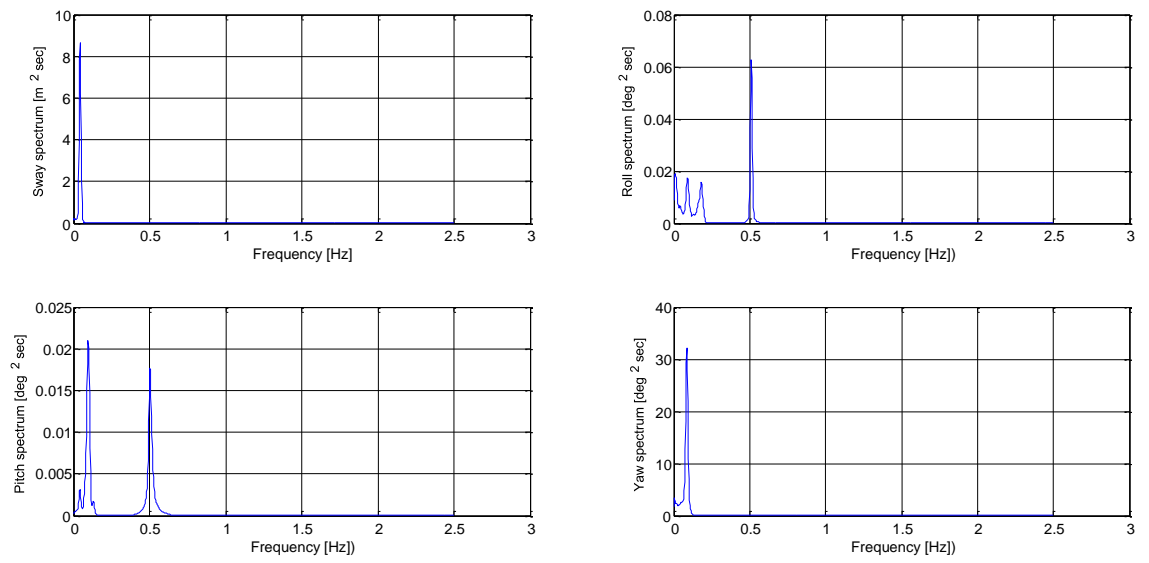 Sway spectrum [m 2 sec]
10
8
6
4
2
0
0 0.5 1 1.5 2 2.5 3
Frequency [Hz]
Roll spectrum [deg 2 sec]
0.08
0.06
0.04
0.02
0
0 0.5 1 1.5 2 2.5 3
Frequency [Hz])
Pitch spectrum [deg 2 sec]
0.025
0.02
0.015
0.01
0.005
0
0 0.5 1 1.5 2 2.5 3
Frequency [Hz])
Yaw spectrum [deg 2 sec]
40
30
20
10
0
0 0.5 1 1.5 2 2.5 3
Frequency [Hz])